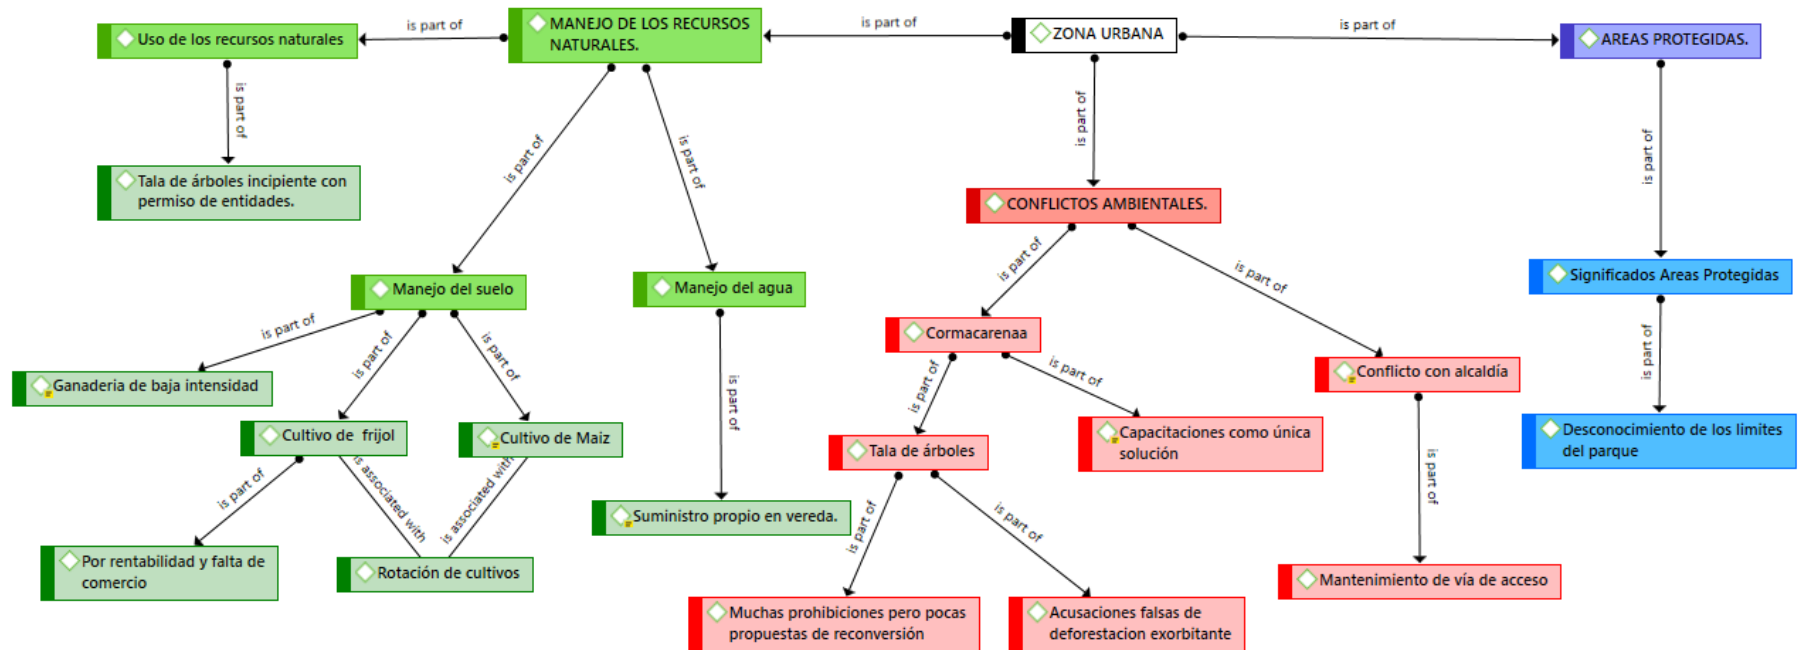 Uso de los recursos naturales
is part of
MANEJO DE LOS RECURSOS
NATURALES.
is part of
ZONA URBANA
is part of
AREAS PROTEGIDAS.
is part of
Tala de árboles incipiente con
permiso de entidades.
is part of
is part of
is part of
CONFLICTOS AMBIENTALES.
is part of
Manejo del suelo
Manejo del agua
is part of
is part of
Significados Areas Protegidas
is part of
is part of
is part of
Cormacarenaa
is part of
Ganaderia de baja intensidad
is part of
is part of
is part of
Conflicto con alcaldía
Cultivo de  frijol
Cultivo de Maiz
Tala de árboles
Capacitaciones como única
solución
Desconocimiento de los limites
del parque
is part of
is associated with
is associated with
Suministro propio en vereda.
is part of
is part of
is part of
Por rentabilidad y falta de
comercio
Rotación de cultivos
Mantenimiento de vía de acceso
Muchas prohibiciones pero pocas
propuestas de reconversión
Acusaciones falsas de
deforestacion exorbitante